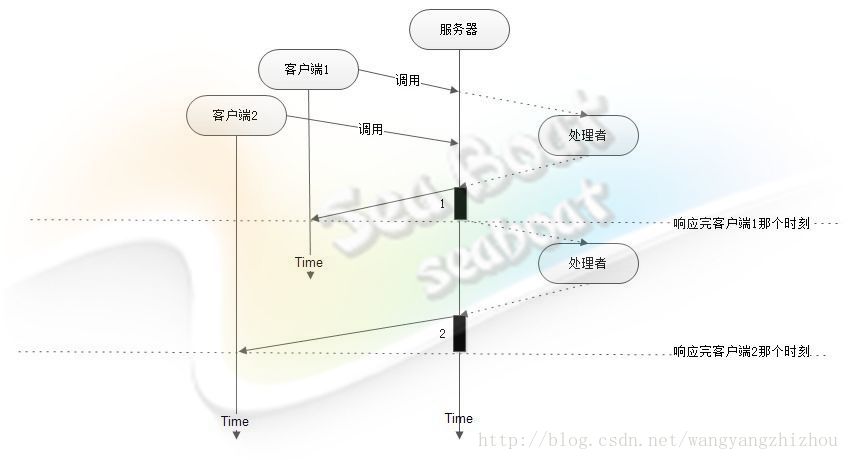 服务器
客户端1
调用
客户端2
调用
处理者
Sea Boat
seaboat
1
响应完客户端1那个时刻
处理者
Time
2
响应完客户端2那个时刻
Time
Time
http://blog.csdn.net/wangyangzhizhou